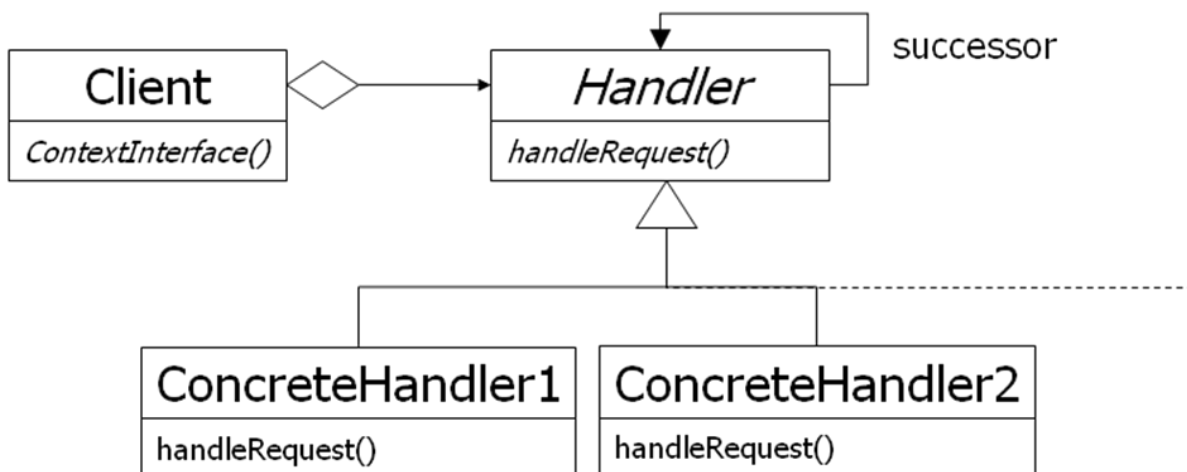 successor
Client
Handler
ContextInterface()
handleRequest()
ConcreteHandler1
ConcreteHandler2
handleRequest()
handleRequest()